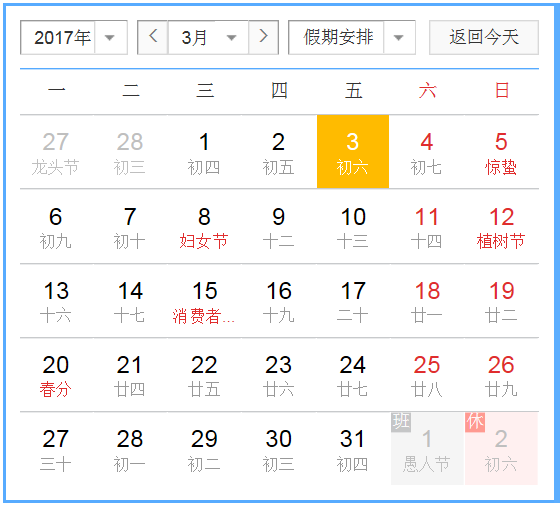 2017年 < 3月 > 假期安排 返回今天
一 二 三 四 五 六 日
27 28 1 2 3 4 5
龙头节 初三 初四 初五 初六 初七 惊蛰
6 7 8 9 10 11 12
初九 初十 妇女节 十二 十三 十四 植树节
13 14 15 16 17 18 19
十六 十七 消费者... 十九 二十 廿一 廿二
20 21 22 23 24 25 26
春分 廿四 廿五 廿六 廿七 廿八 廿九
班 休
27 28 29 30 31 1 2
三十 初一 初二 初三 初四 愚人节 初六